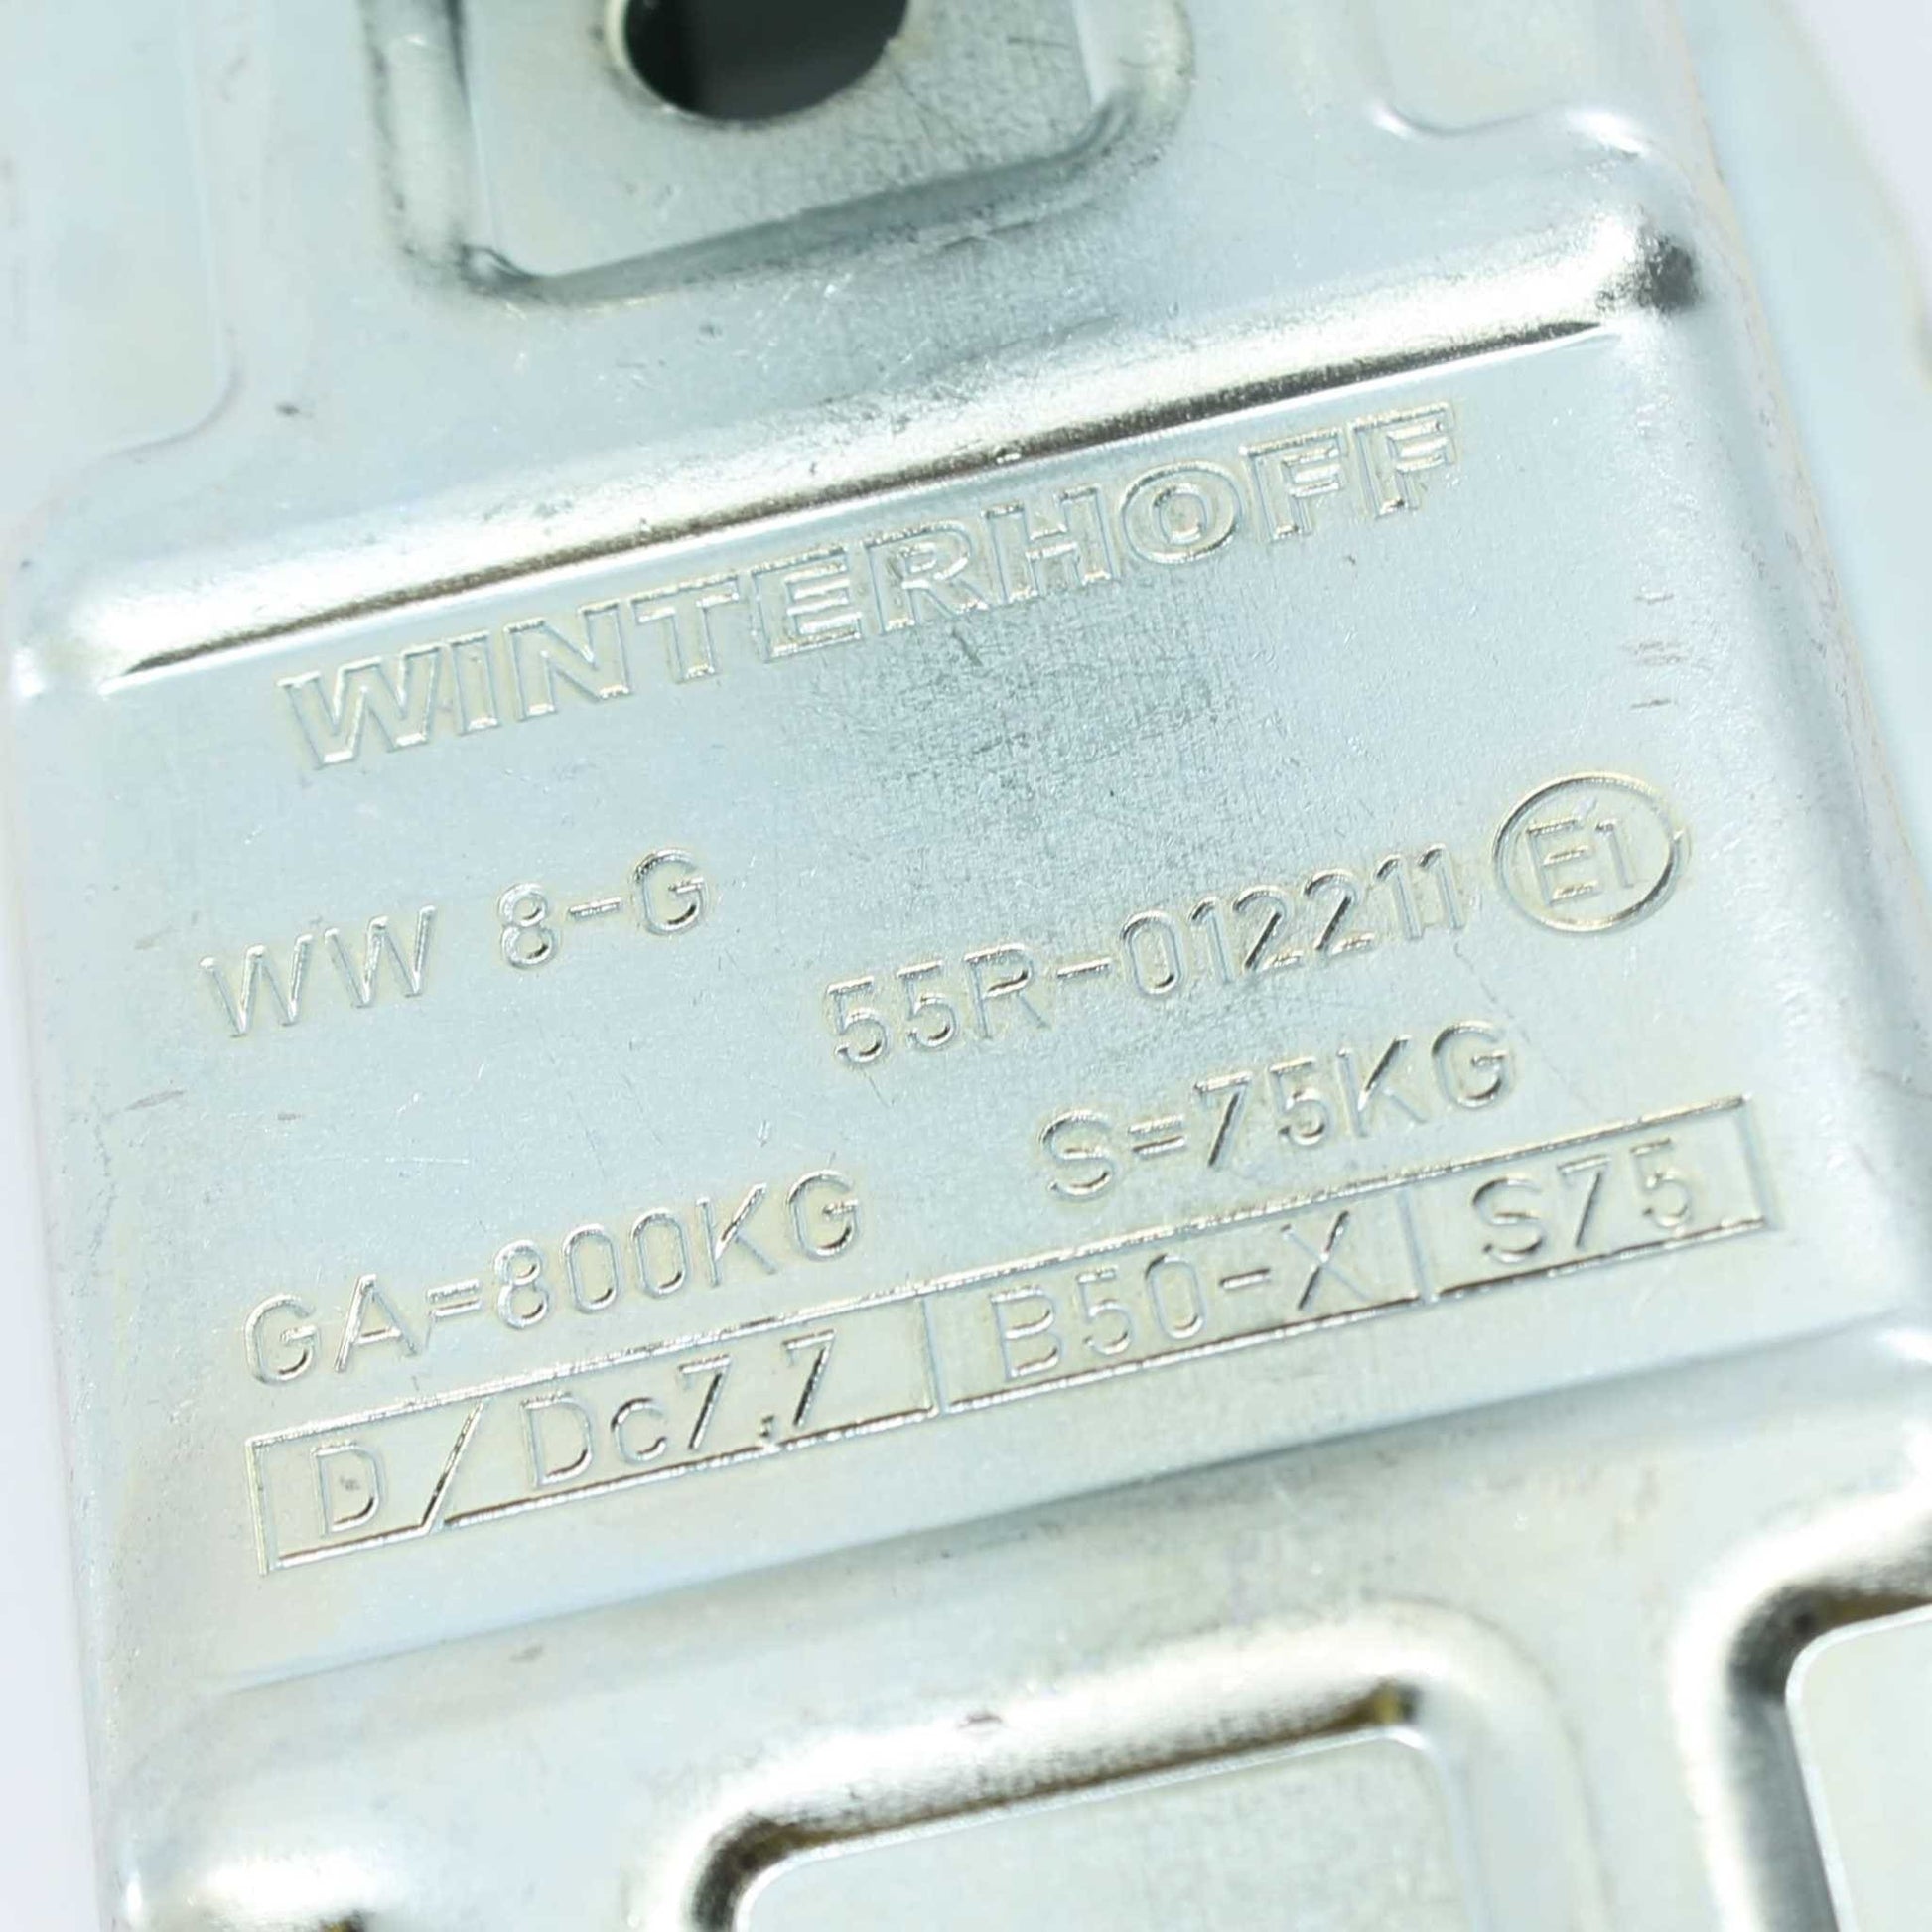 WINTERHOFF
WW 8-G 55R-012211 E1
GA=800KG S=75KG
D/Dc7,7 B50-X S75